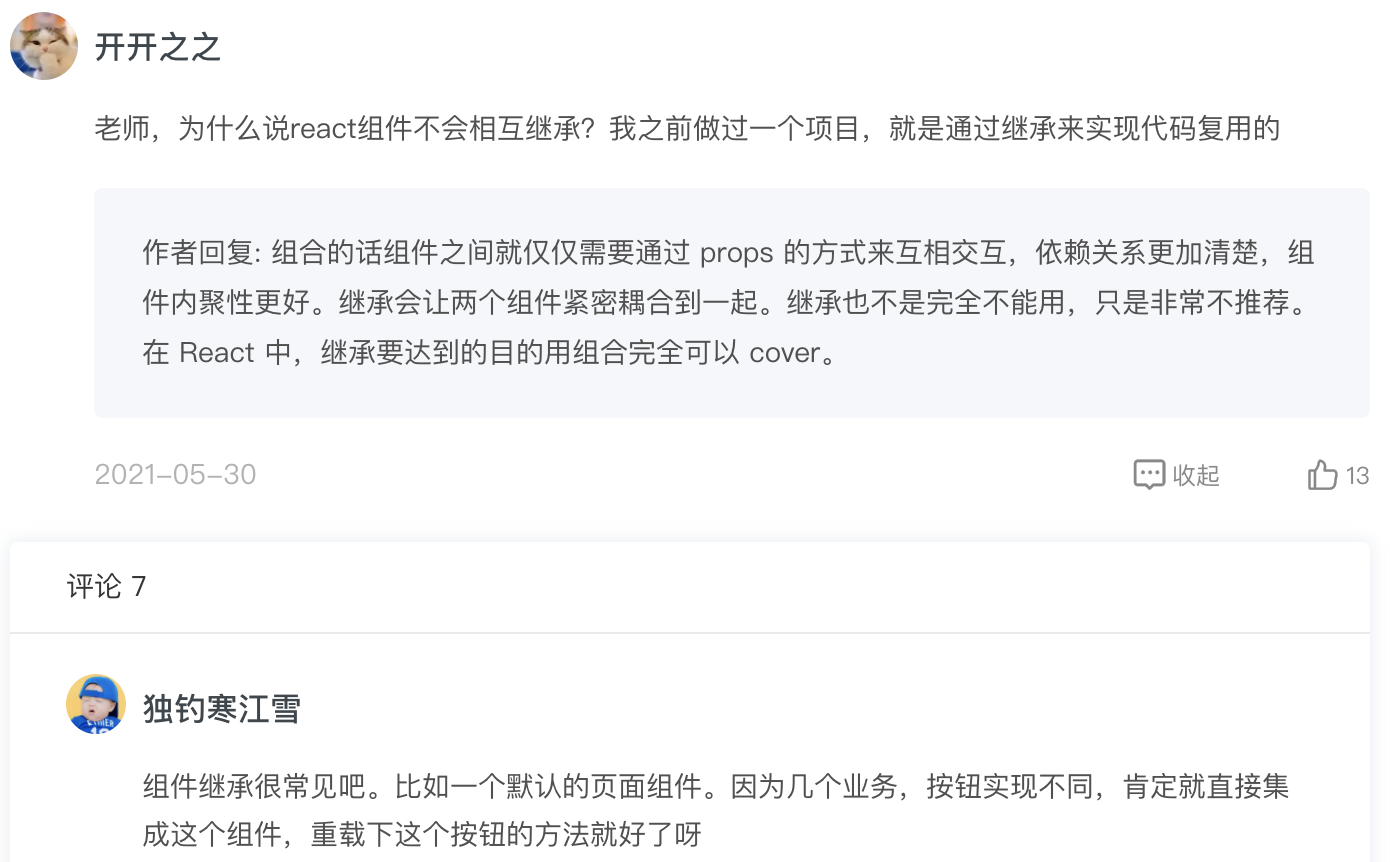 开开之之
老师，为什么说react组件不会相互继承？我之前做过一个项目，就是通过继承来实现代码复用的
作者回复: 组合的话组件之间就仅仅需要通过 props 的方式来互相交互，依赖关系更加清楚，组
件内聚性更好。继承会让两个组件紧密耦合到一起。继承也不是完全不能用，只是非常不推荐。
在 React 中，继承要达到的目的用组合完全可以 cover。
2021-05-30 收起 13
评论 7
独钓寒江雪
组件继承很常见吧。比如一个默认的页面组件。因为几个业务，按钮实现不同，肯定就直接集
成这个组件，重载下这个按钮的方法就好了呀